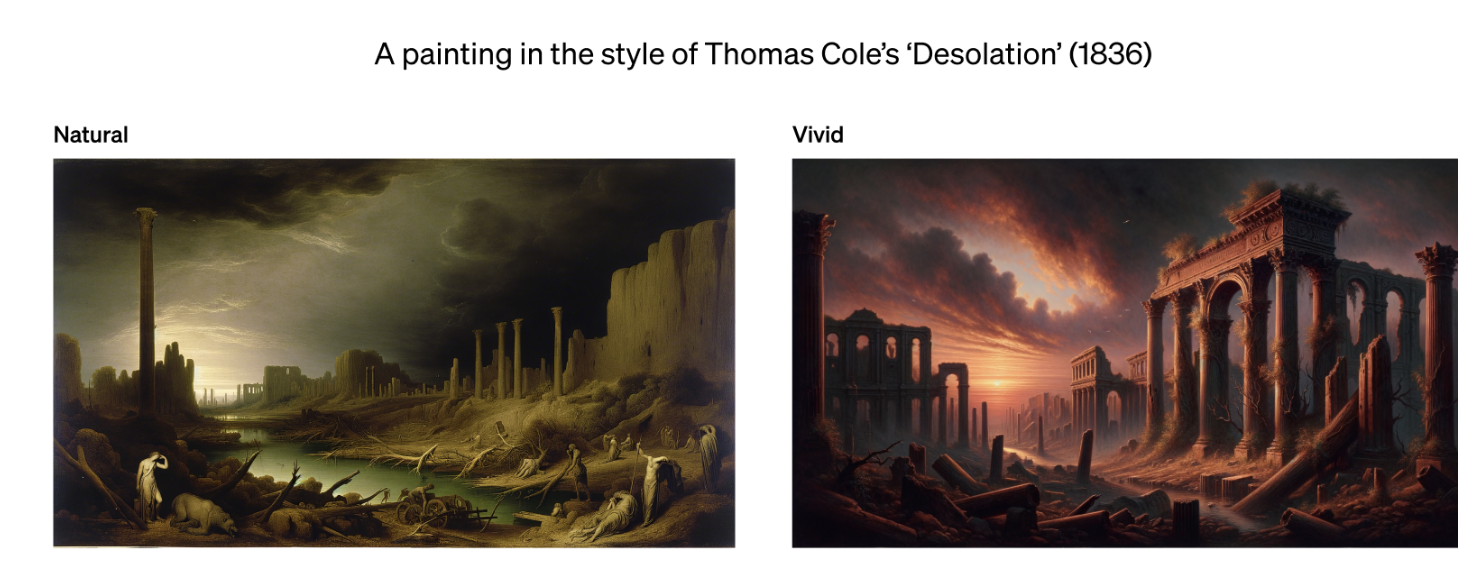 A painting in the style of Thomas Cole’s ‘Desolation’ (1836)
Natural
Vivid